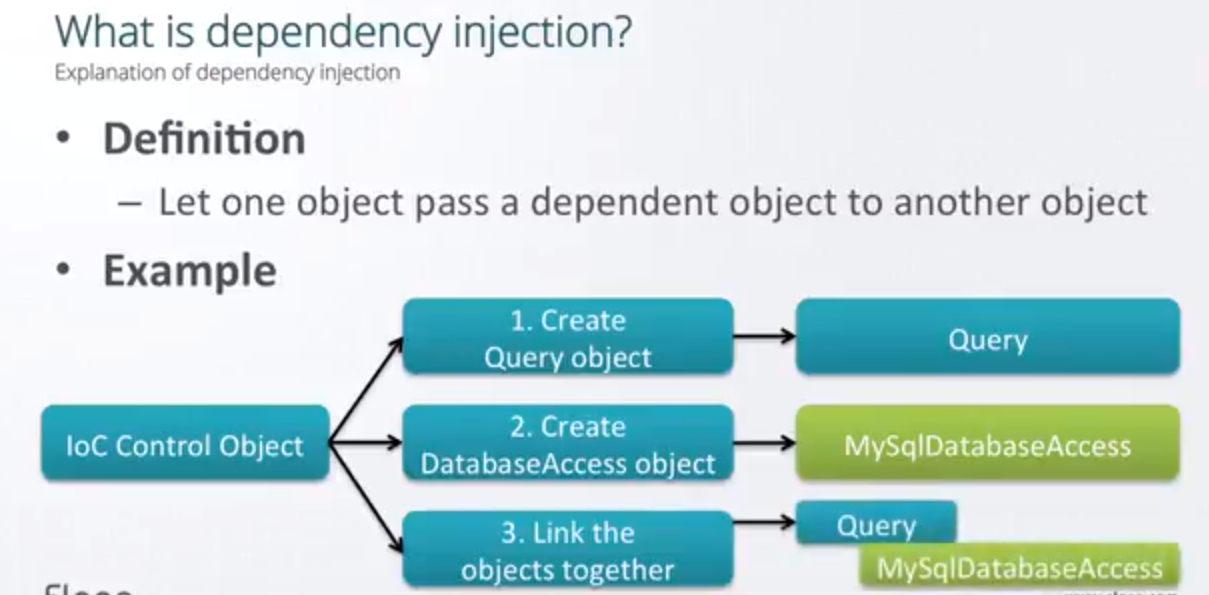 What is dependency injection?
Explanation of dependency injection
• Definition
– Let one object pass a dependent object to another object
• Example
1. Create
Query object
Query
IoC Control Object
2. Create
DatabaseAccess object
MySqlDatabaseAccess
3. Link the
objects together
Query
MySqlDatabaseAccess